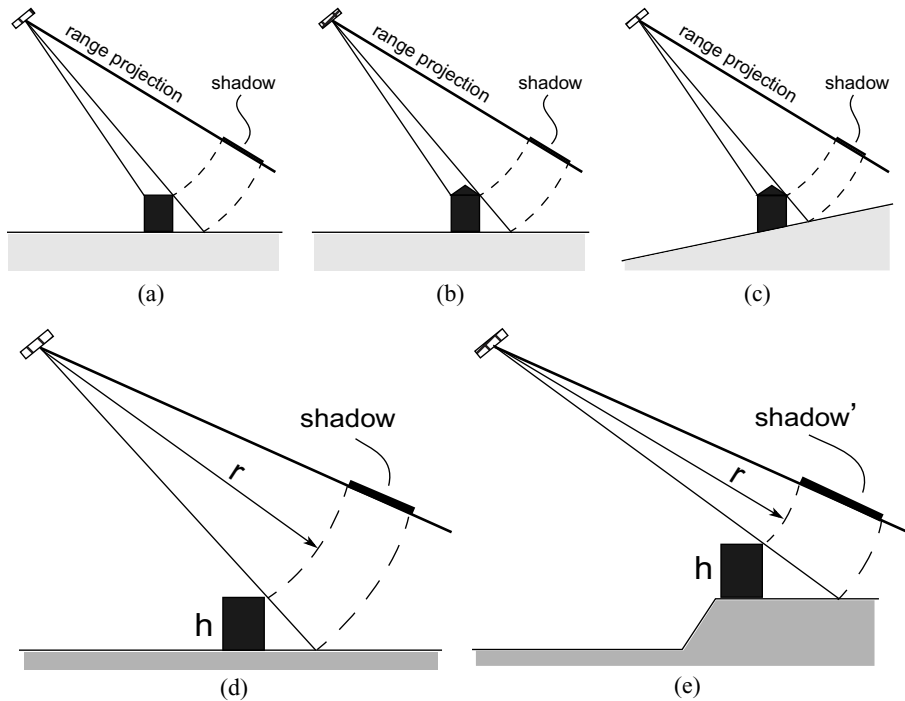 range projection
shadow
(a)
range projection
shadow
(b)
range projection
shadow
(c)
shadow
r
h
(d)
shadow'
r
h
(e)